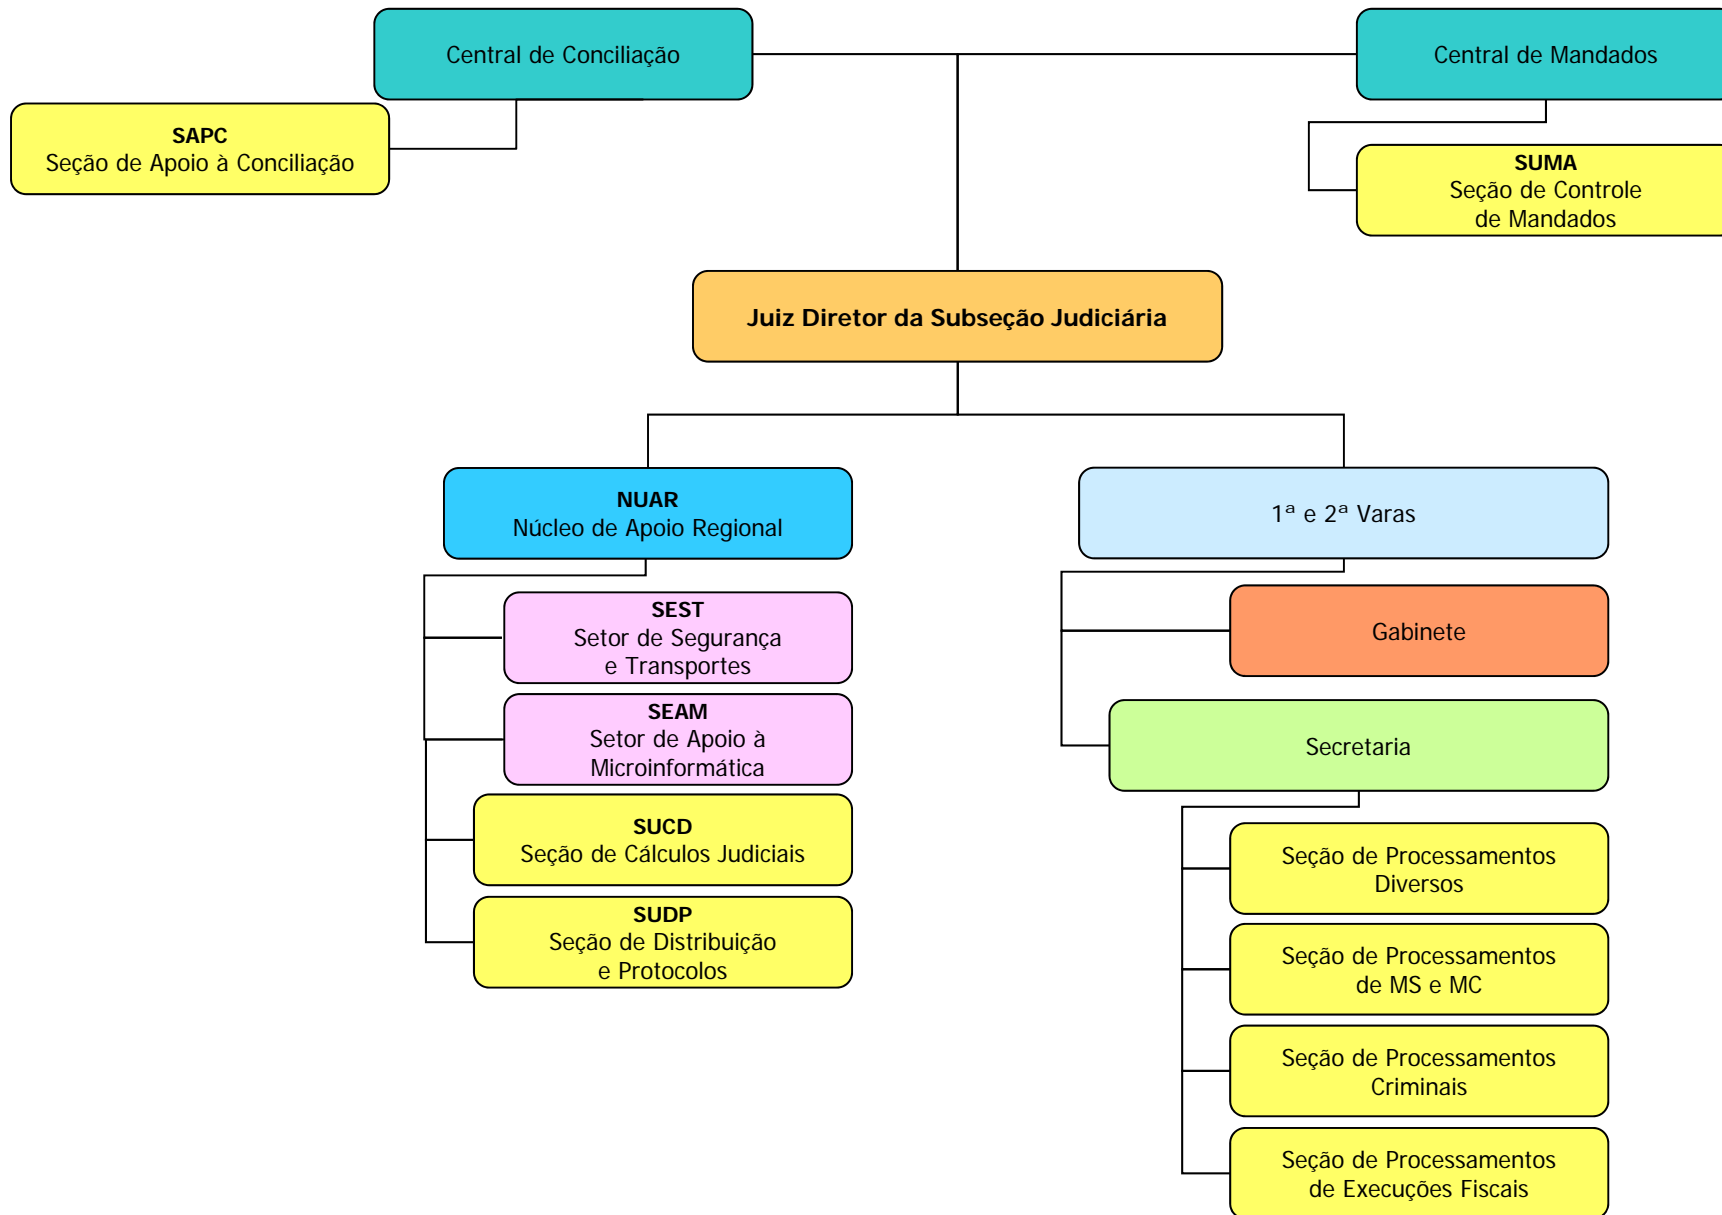 Central de Conciliação
Central de Mandados
SAPC
Seção de Apoio à Conciliação
SUMA
Seção de Controle
de Mandados
Juiz Diretor da Subseção Judiciária
NUAR
Núcleo de Apoio Regional
SEST
Setor de Segurança
e Transportes
SEAM
Setor de Apoio à
Microinformática
SUCD
Seção de Cálculos Judiciais
SUDP
Seção de Distribuição
e Protocolos
1ª e 2ª Varas
Gabinete
Secretaria
Seção de Processamentos
Diversos
Seção de Processamentos
de MS e MC
Seção de Processamentos
Criminais
Seção de Processamentos
de Execuções Fiscais